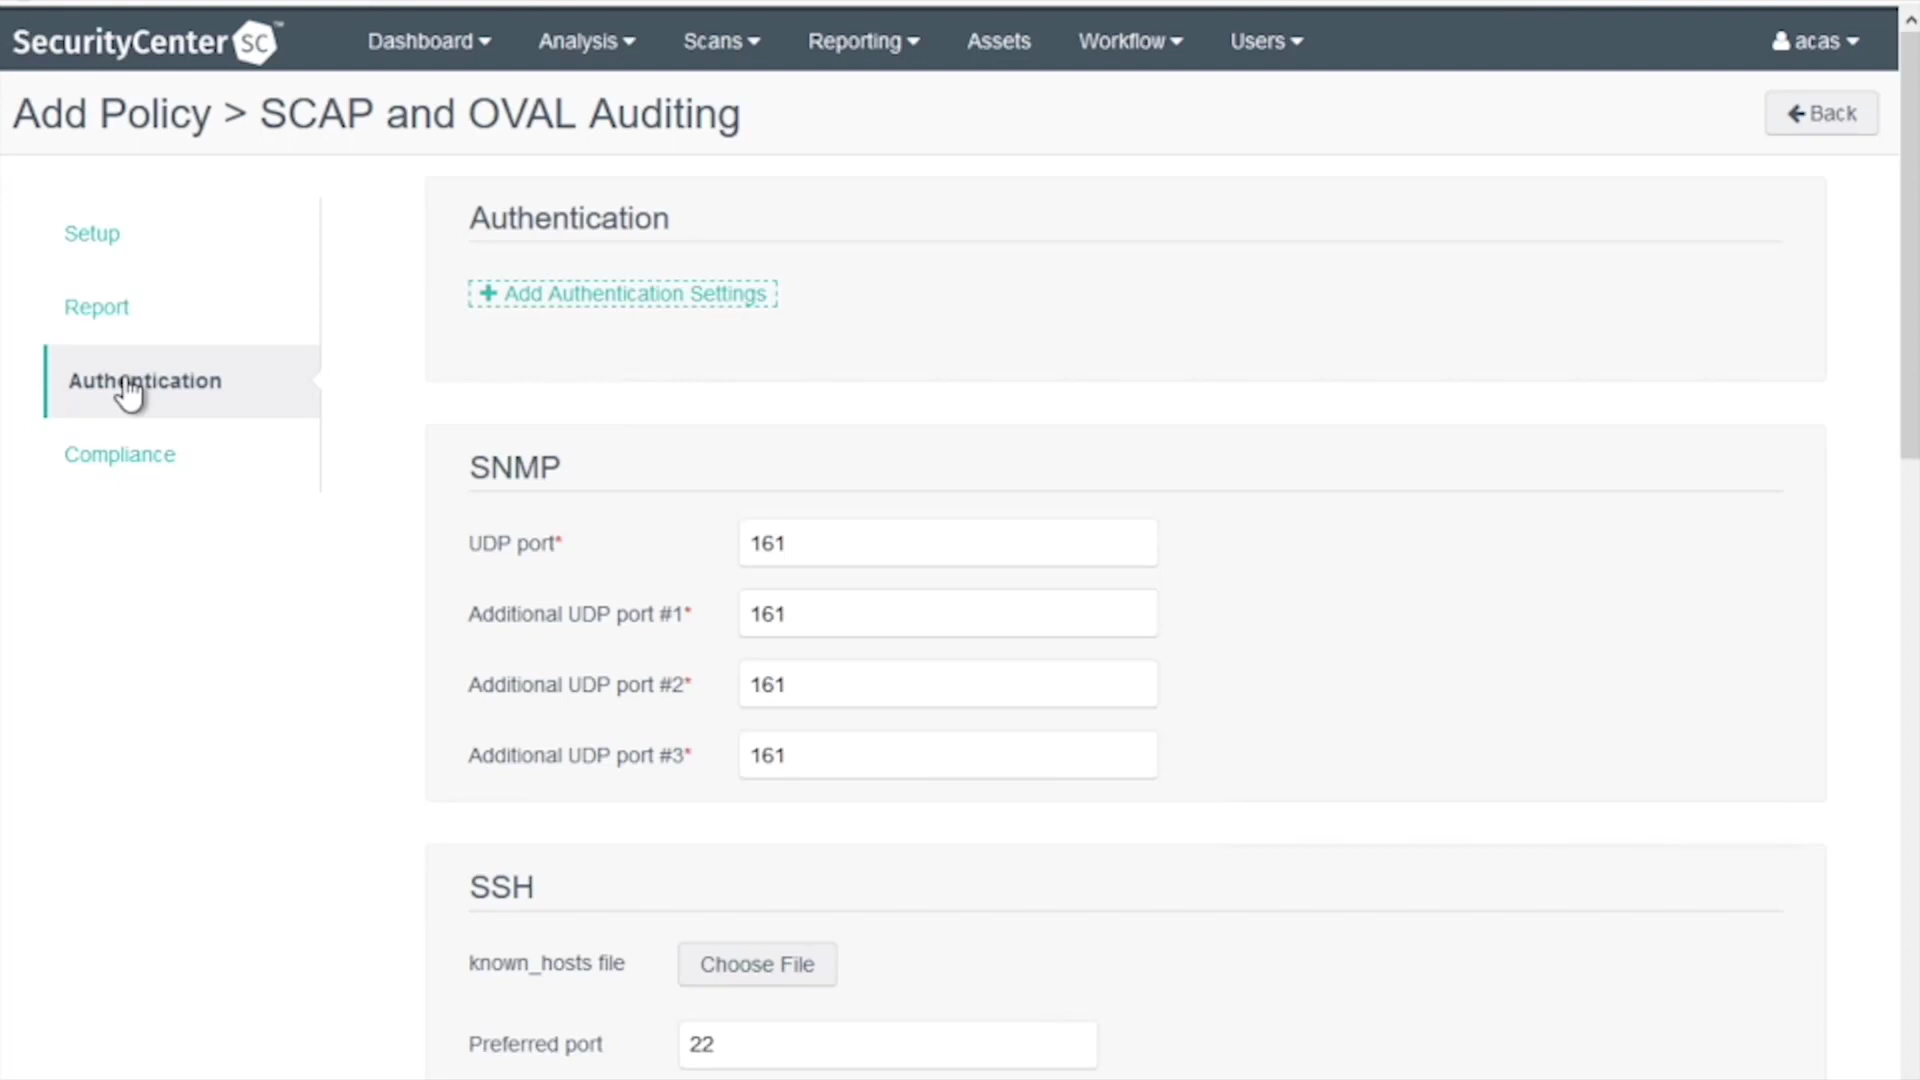 SecurityCenter SC™ Dashboard Analysis Scans Reporting Assets Workflow Users acas
Add Policy > SCAP and OVAL Auditing
Back
Setup
Report
Authentication
Compliance
Authentication
+ Add Authentication Settings
SNMP
UDP port* 161
Additional UDP port #1* 161
Additional UDP port #2* 161
Additional UDP port #3* 161
SSH
known_hosts file Choose File
Preferred port 22